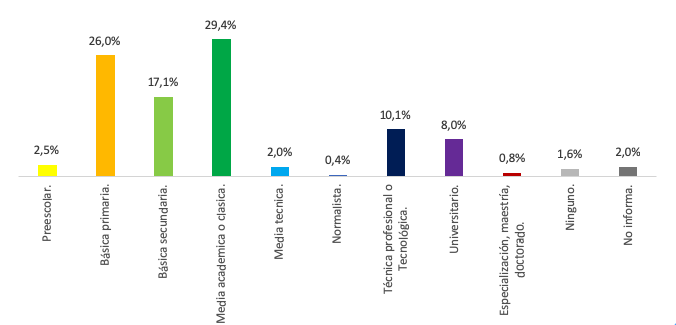 2,5%
26,0%
17,1%
29,4%
2,0%
0,4%
10,1%
8,0%
0,8%
1,6%
2,0%
Preescolar.
Básica primaria.
Básica secundaria.
Media academica o clasica.
Media tecnica.
Normalista.
Técnica profesional o
Tecnológica.
Universitario.
Especialización, maestría,
doctorado.
Ninguno.
No informa.